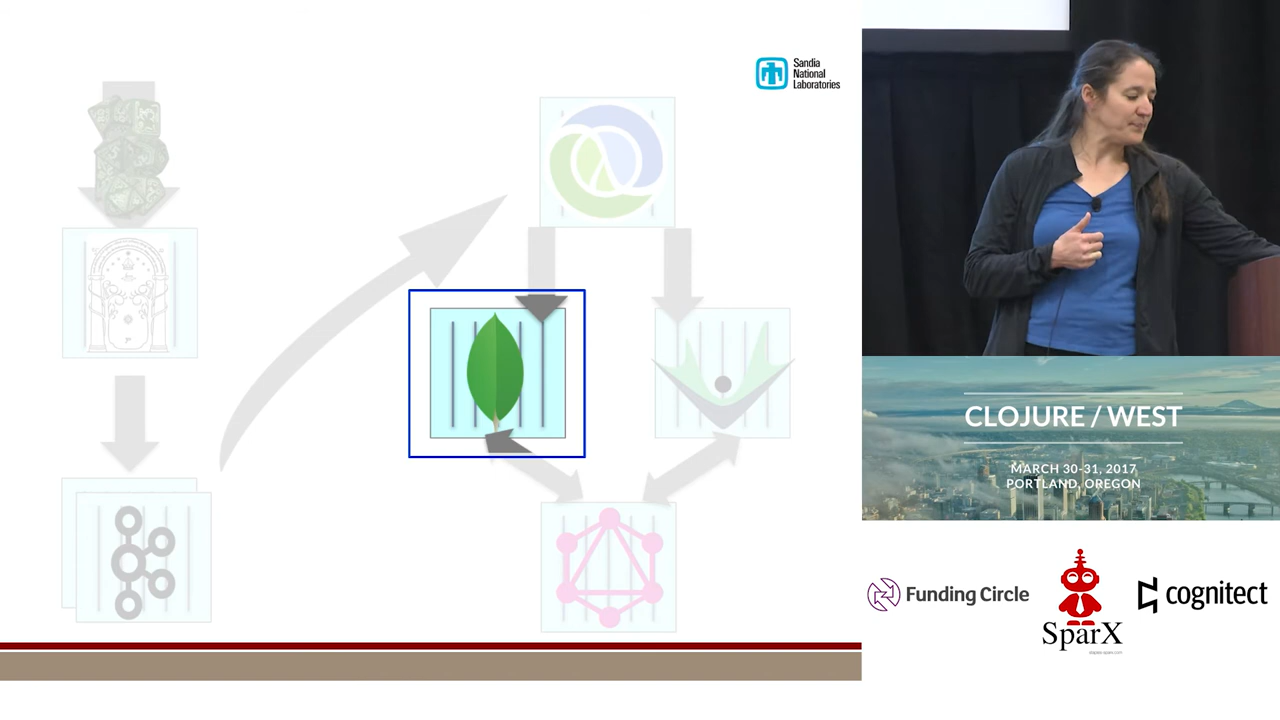 Sandia
National
Laboratories
CLOJURE / WEST
MARCH 30-31, 2017
PORTLAND, OREGON
Funding Circle
SparX
cognitect